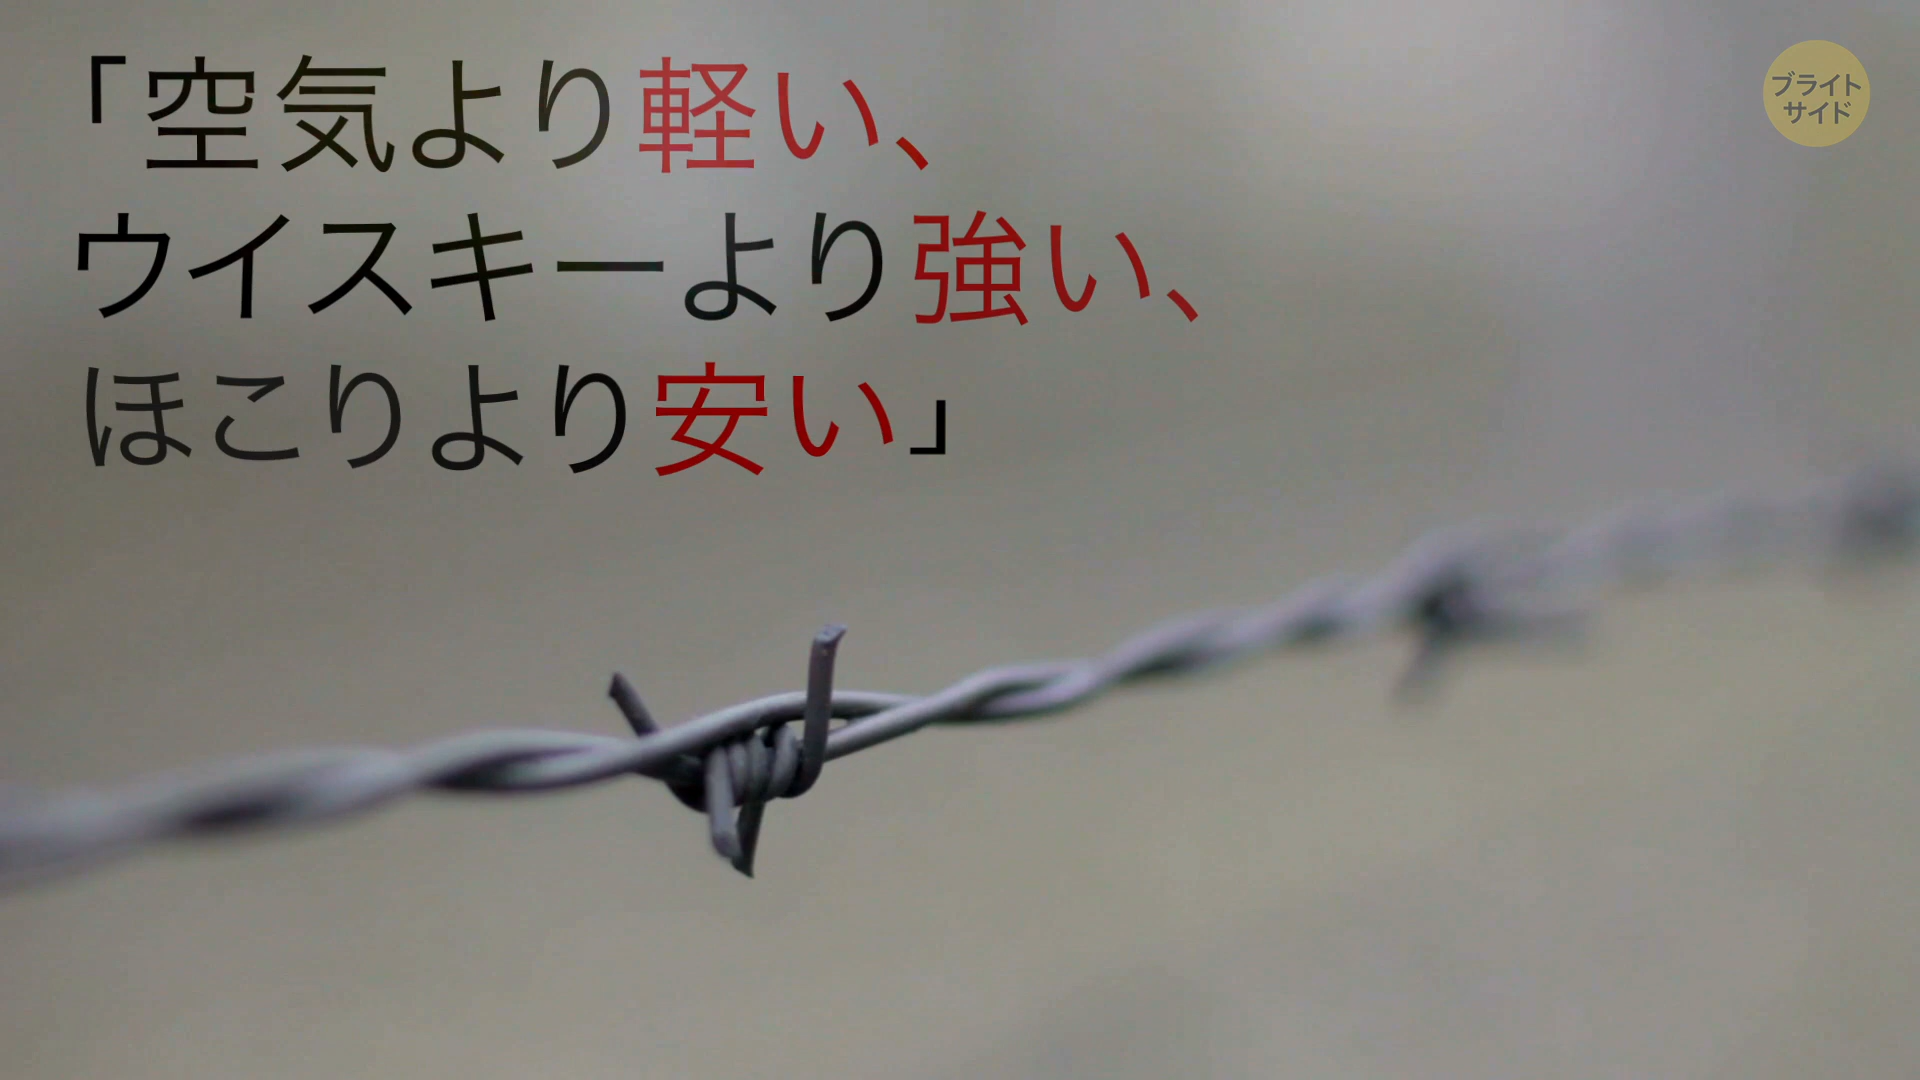 「空気より軽い、
ウイスキーより強い、
ほこりより安い」
ブライト
サイド